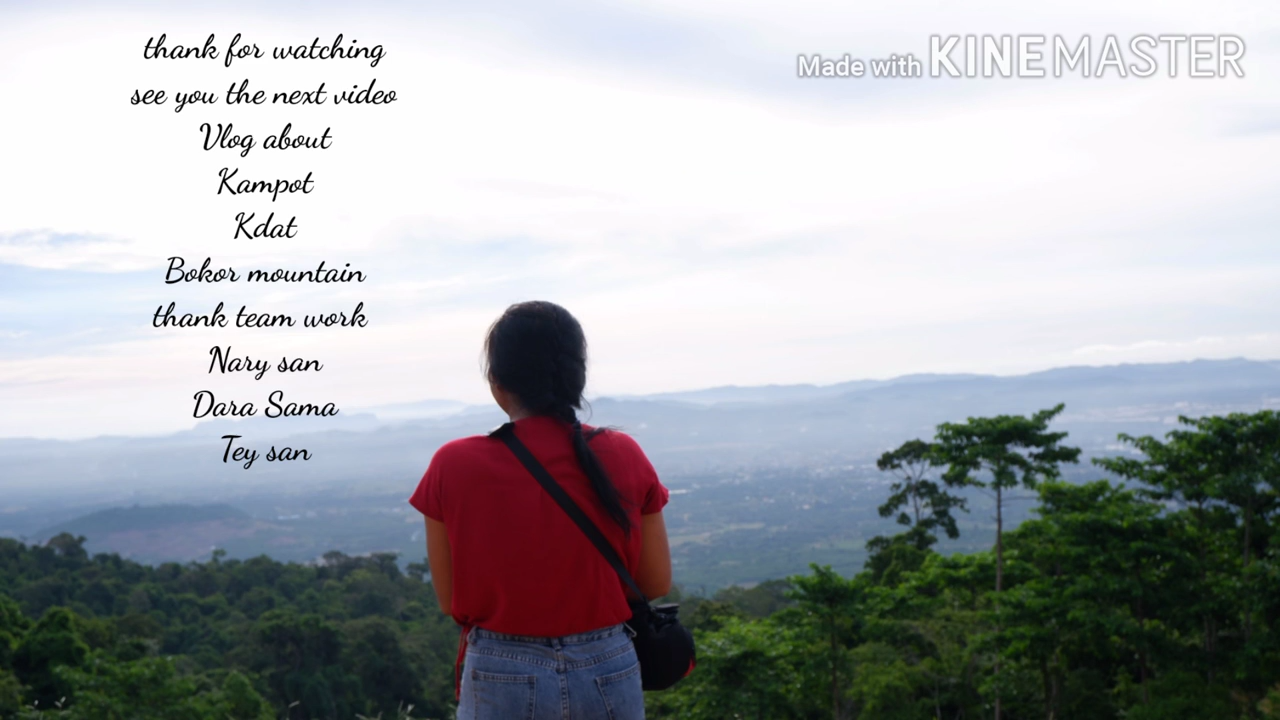 thank for watching
see you the next video
Vlog about
Kampot
Kdat
Bokor mountain
thank team work
Nary san
Dara Sama
Tey san
Made with KINEMASTER